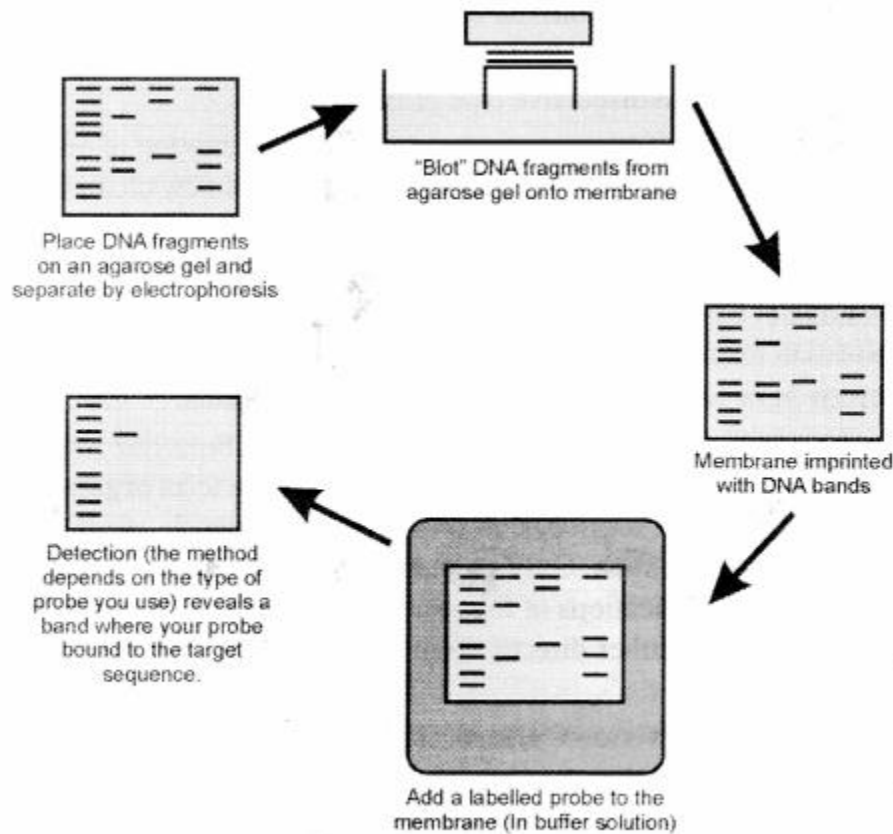 Place DNA fragments
on an agarose gel and
separate by electrophoresis
"Blot" DNA fragments from
agarose gel onto membrane
Membrane imprinted
with DNA bands
Add a labelled probe to the
membrane (In buffer solution)
Detection (the method
depends on the type of
probe you use) reveals a
band where your probe
bound to the target
sequence.